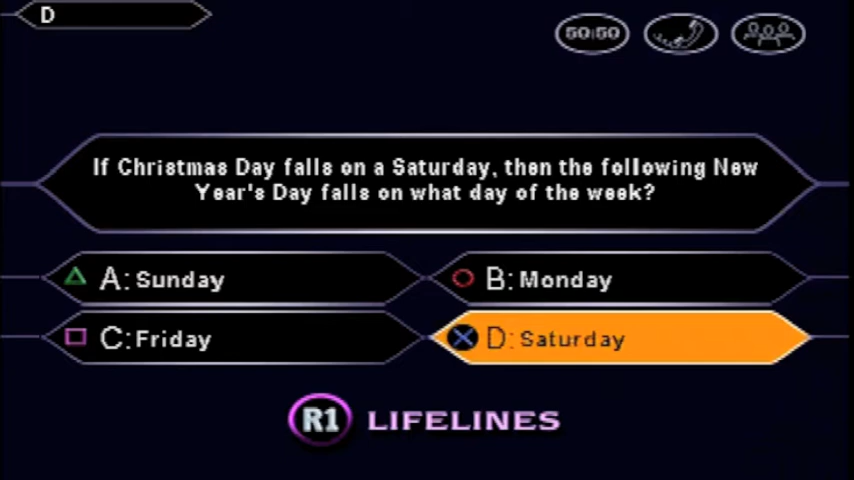 D
50:50
If Christmas Day falls on a Saturday, then the following New
Year's Day falls on what day of the week?
A: Sunday
B: Monday
C: Friday
D: Saturday
R1 LIFELINES